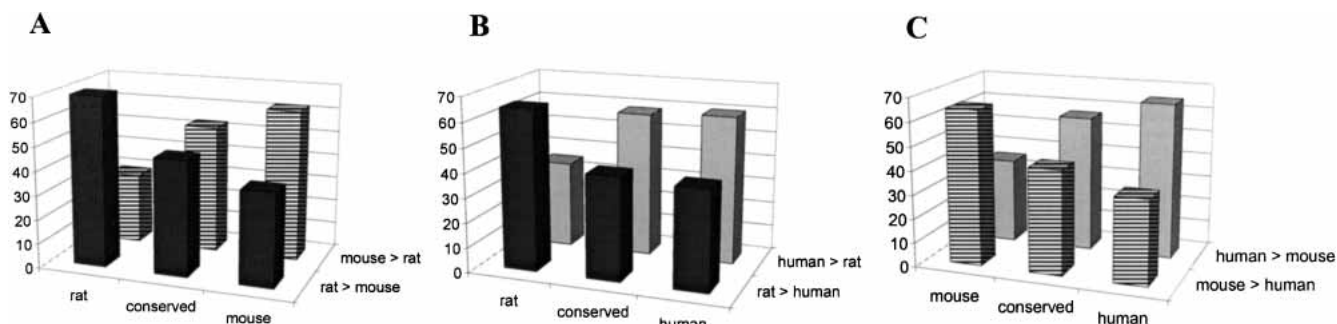 A
70
60
50
40
30
20
10
0
rat
conserved
mouse
mouse > rat
rat > mouse
B
70
60
50
40
30
20
10
0
rat
conserved
human
human > rat
rat > human
C
70
60
50
40
30
20
10
0
mouse
conserved
human
human > mouse
mouse > human